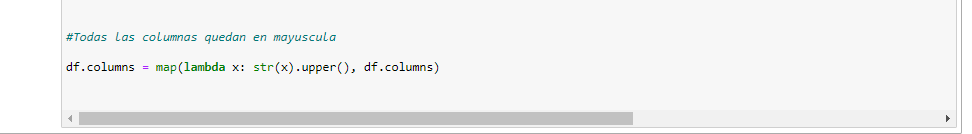 #Todas las columnas quedan en mayuscula
df.columns = map(lambda x: str(x).upper(), df.columns)